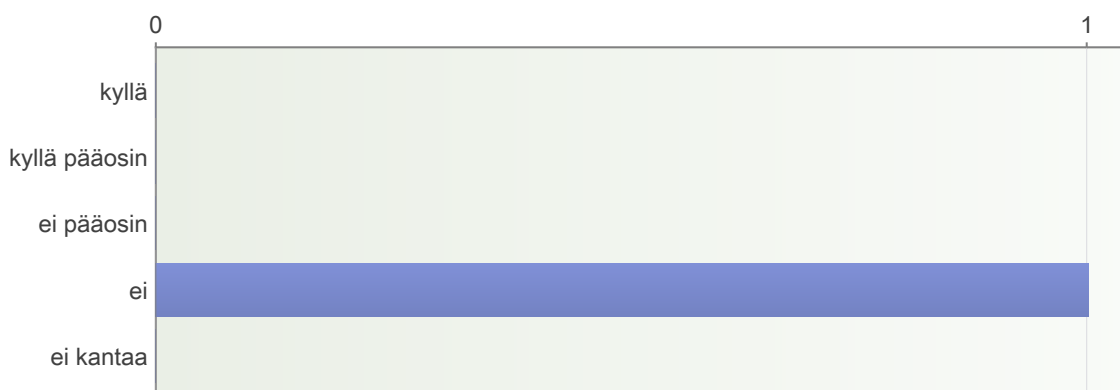 0 1
kyllä
kyllä pääosin
ei pääosin
ei
ei kantaa